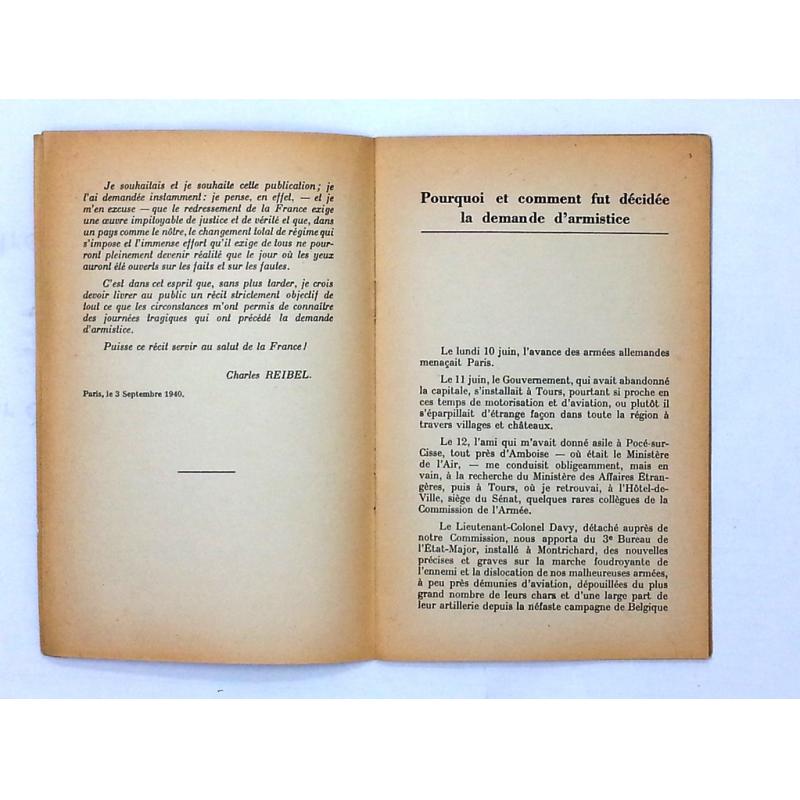 Je souhaitais et je souhaite cette publication; je
l'ai demandée instamment: je pense, en effet, — et je
m'en excuse — que le redressement de la France exige
une œuvre impitoyable de justice et de vérité et que, dans
un pays comme le nôtre, le changement total de régime qui
s'impose et l'immense effort qu'il exige de tous ne pour-
ront pleinement devenir réalité que le jour où les yeux
auront été ouverts sur les faits et sur les fautes.
C'est dans cet esprit que, sans plus tarder, je crois
devoir livrer au public un récit strictement objectif de
tout ce que les circonstances m'ont permis de connaître
des journées tragiques qui ont précédé la demande
d'armistice.
Puisse ce récit servir au salut de la France!
Charles REIBEL.
Paris, le 3 Septembre 1940.
Pourquoi et comment fut décidée
la demande d'armistice
Le lundi 10 juin, l'avance des armées allemandes
menaçait Paris.
Le 11 juin, le Gouvernement, qui avait abandonné
la capitale, s'installait à Tours, pourtant si proche en
ces temps de motorisation et d'aviation, ou plutôt il
s'éparpillait d'étrange façon dans toute la région à
travers villages et châteaux.
Le 12, l'ami qui m'avait donné asile à Pocé-sur-
Cisse, tout près d'Amboise — où était le Ministère
de l'Air, — me conduisit obligeamment, mais en
vain, à la recherche du Ministère des Affaires Étran-
gères, puis à Tours, où je retrouvai, à l'Hôtel-de-
Ville, siège du Sénat, quelques rares collègues de la
Commission de l'Armée.
Le Lieutenant-Colonel Davy, détaché auprès de
notre Commission, nous apporta du 3e Bureau de
l'État-Major, installé à Montrichard, des nouvelles
précises et graves sur la marche foudroyante de
l'ennemi et la dislocation de nos malheureuses armées,
à peu près démunies d'aviation, dépouillées du plus
grand nombre de leurs chars et d'une large part de
leur artillerie depuis la néfaste campagne de Belgique